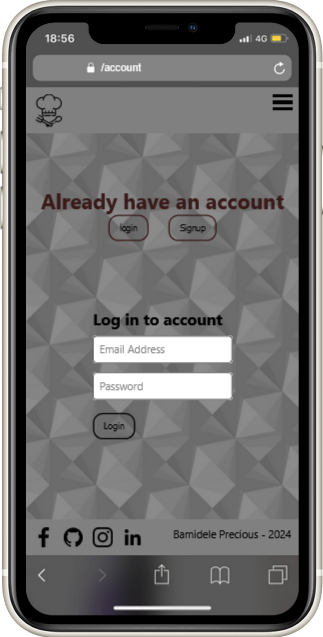 18:56
4G
/account
Already have an account
login
Signup
Log in to account
Email Address
Password
Login
Bamidele Precious - 2024